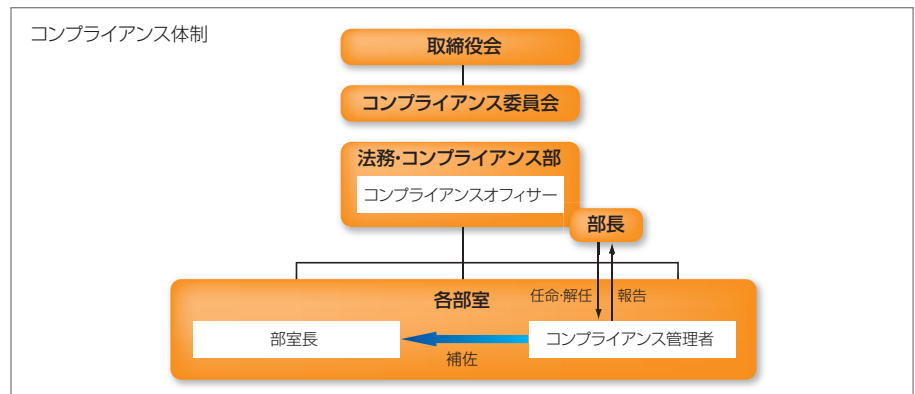 コンプライアンス体制
取締役会
コンプライアンス委員会
法務・コンプライアンス部
コンプライアンスオフィサー
部長
任命・解任
報告
各部室
部室長
コンプライアンス管理者
補佐